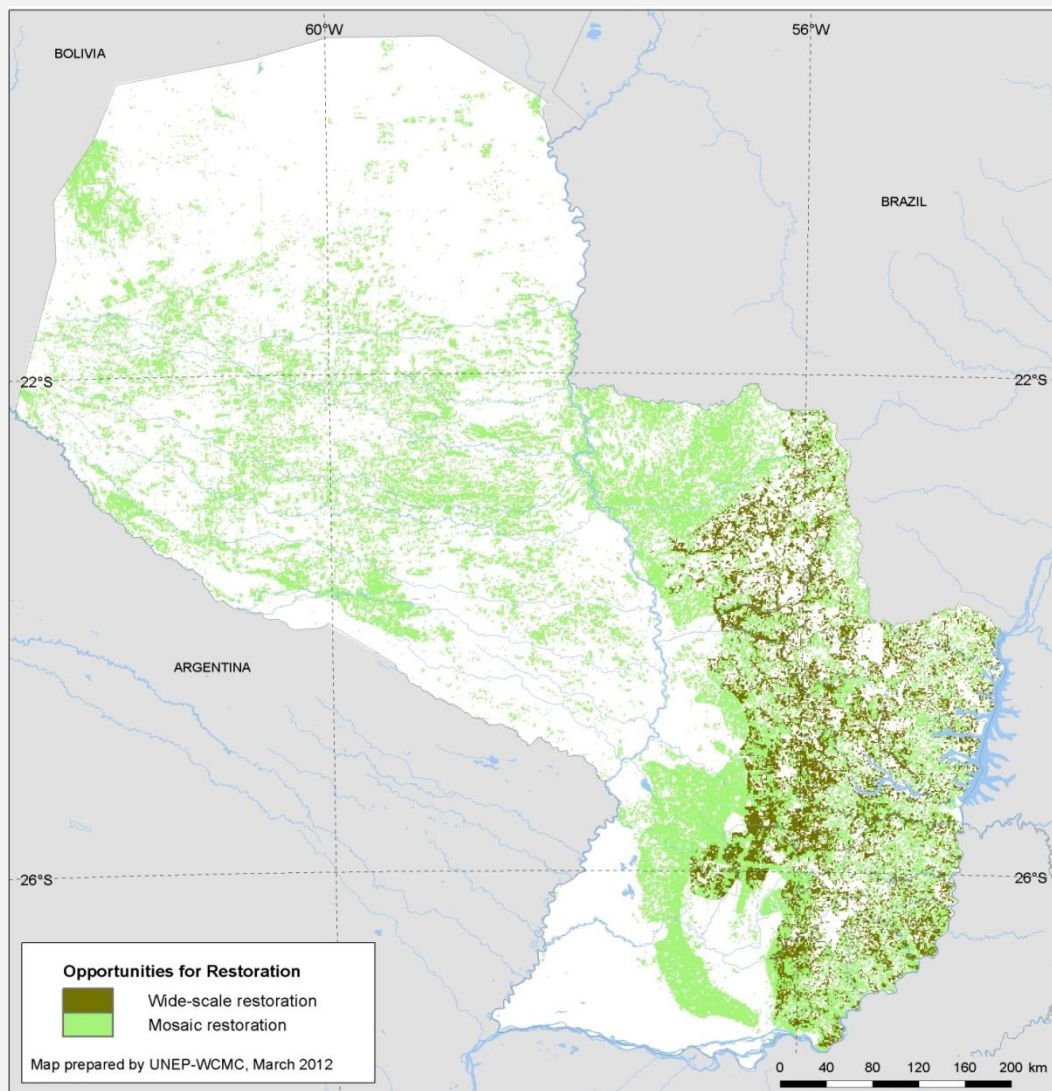 60°W
56°W
BOLIVIA
BRAZIL
22°S
22°S
ARGENTINA
26°S
26°S
Opportunities for Restoration
Wide-scale restoration
Mosaic restoration
Map prepared by UNEP-WCMC, March 2012
0 40 80 120 160 200 km